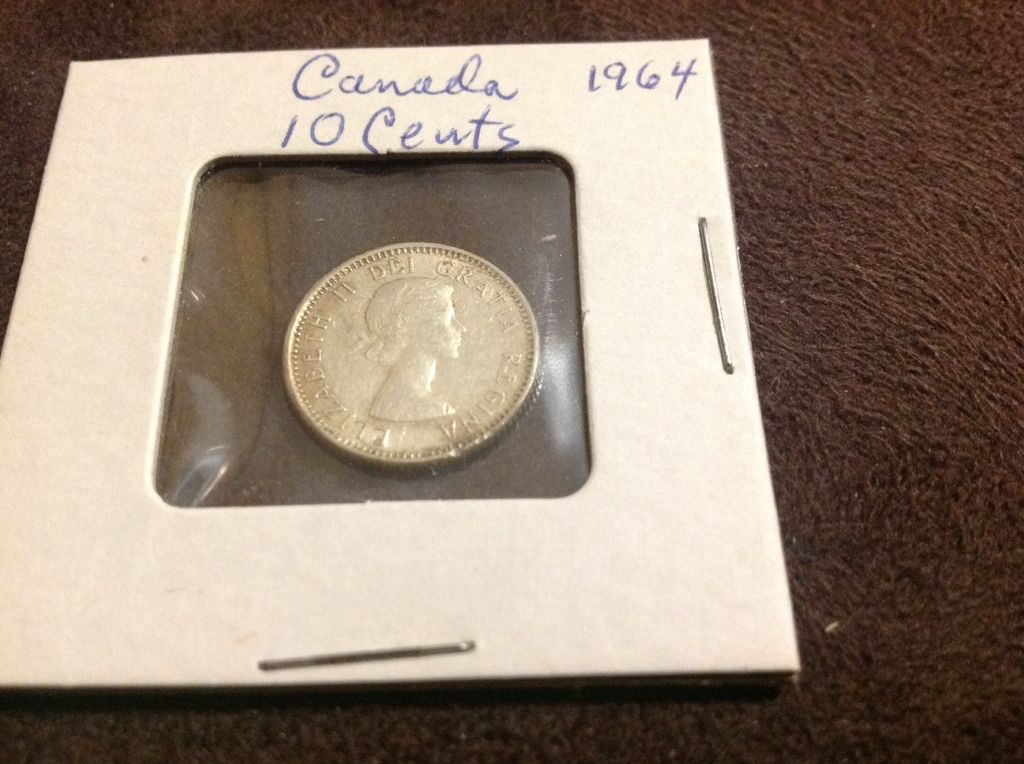 Canada 1964
10 Cents
ELIZABETH II DEI GRATIA REGINA